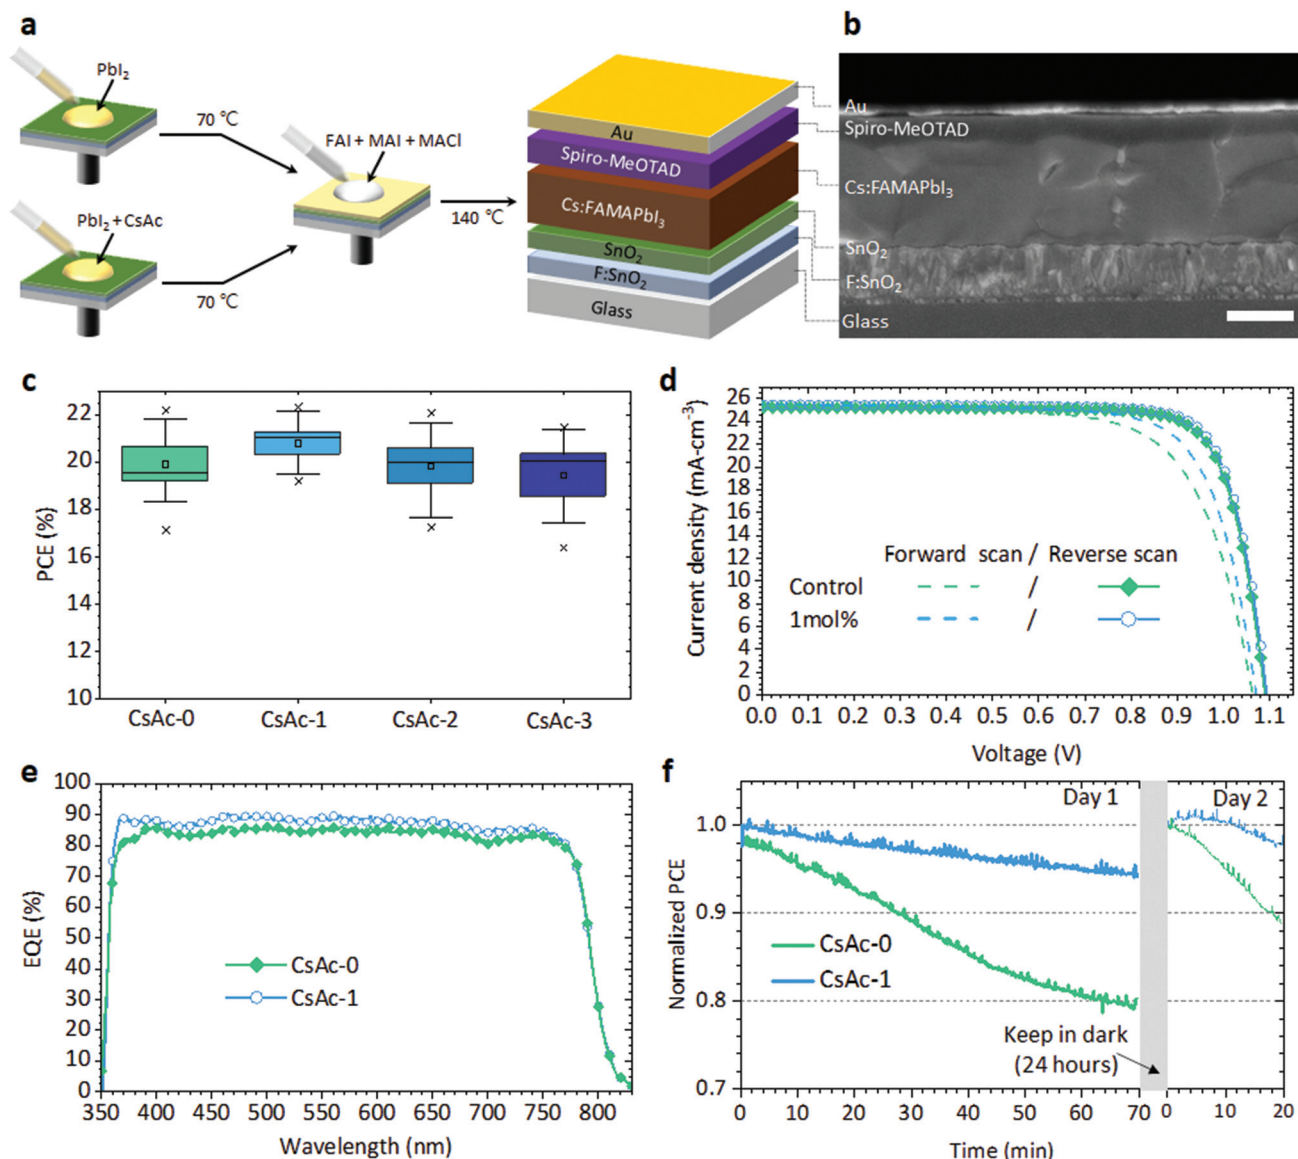 a
PbI₂
70 ℃
FAI + MAI + MACl
PbI₂ + CsAc
70 ℃
140 ℃
Au
Spiro-MeOTAD
Cs:FAMAPbI₃
SnO₂
F:SnO₂
Glass
b
Au
Spiro-MeOTAD
Cs:FAMAPbI₃
SnO₂
F:SnO₂
Glass
c
PCE (%)
22
20
18
16
14
12
10
CsAc-0 CsAc-1 CsAc-2 CsAc-3
d
Current density (mA-cm⁻³)
26
24
22
20
18
16
14
12
10
8
6
4
2
0
Forward scan / Reverse scan
Control /
1mol% /
0.0 0.1 0.2 0.3 0.4 0.5 0.6 0.7 0.8 0.9 1.0 1.1
Voltage (V)
e
EQE (%)
100
90
80
70
60
50
40
30
20
10
0
CsAc-0
CsAc-1
350 400 450 500 550 600 650 700 750 800
Wavelength (nm)
f
Normalized PCE
1.0
0.9
0.8
0.7
Day 1
Day 2
CsAc-0
CsAc-1
Keep in dark
(24 hours)
0 10 20 30 40 50 60 70 0 10 20
Time (min)